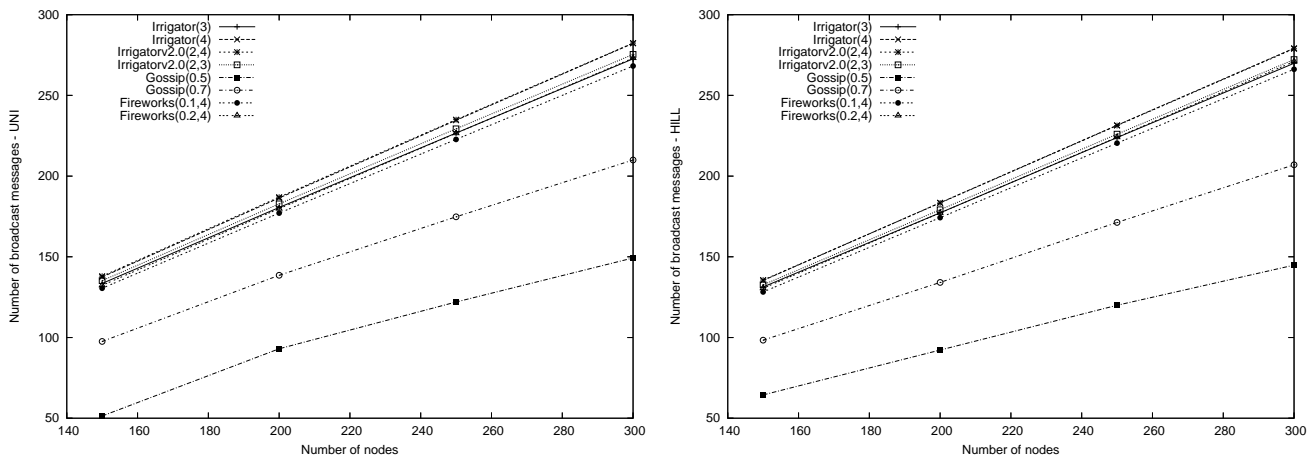 300
250
200
150
100
50
140 160 180 200 220 240 260 280 300
Number of broadcast messages - UNI
Number of nodes
Irrigator(3)
Irrigator(4)
Irrigatorv2.0(2,4)
Irrigatorv2.0(2,3)
Gossip(0.5)
Gossip(0.7)
Fireworks(0.1,4)
Fireworks(0.2,4)
300
250
200
150
100
50
140 160 180 200 220 240 260 280 300
Number of broadcast messages - HILL
Number of nodes
Irrigator(3)
Irrigator(4)
Irrigatorv2.0(2,4)
Irrigatorv2.0(2,3)
Gossip(0.5)
Gossip(0.7)
Fireworks(0.1,4)
Fireworks(0.2,4)